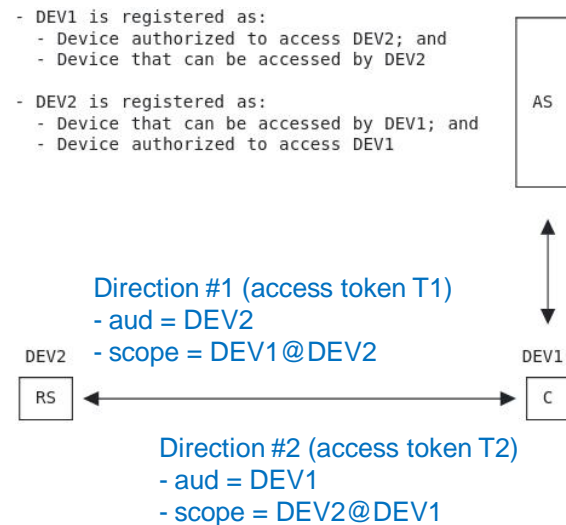 - DEV1 is registered as:
- Device authorized to access DEV2; and
- Device that can be accessed by DEV2
- DEV2 is registered as:
- Device that can be accessed by DEV1; and
- Device authorized to access DEV1
AS
Direction #1 (access token T1)
- aud = DEV2
- scope = DEV1@DEV2
DEV2
DEV1
RS
C
Direction #2 (access token T2)
- aud = DEV1
- scope = DEV2@DEV1